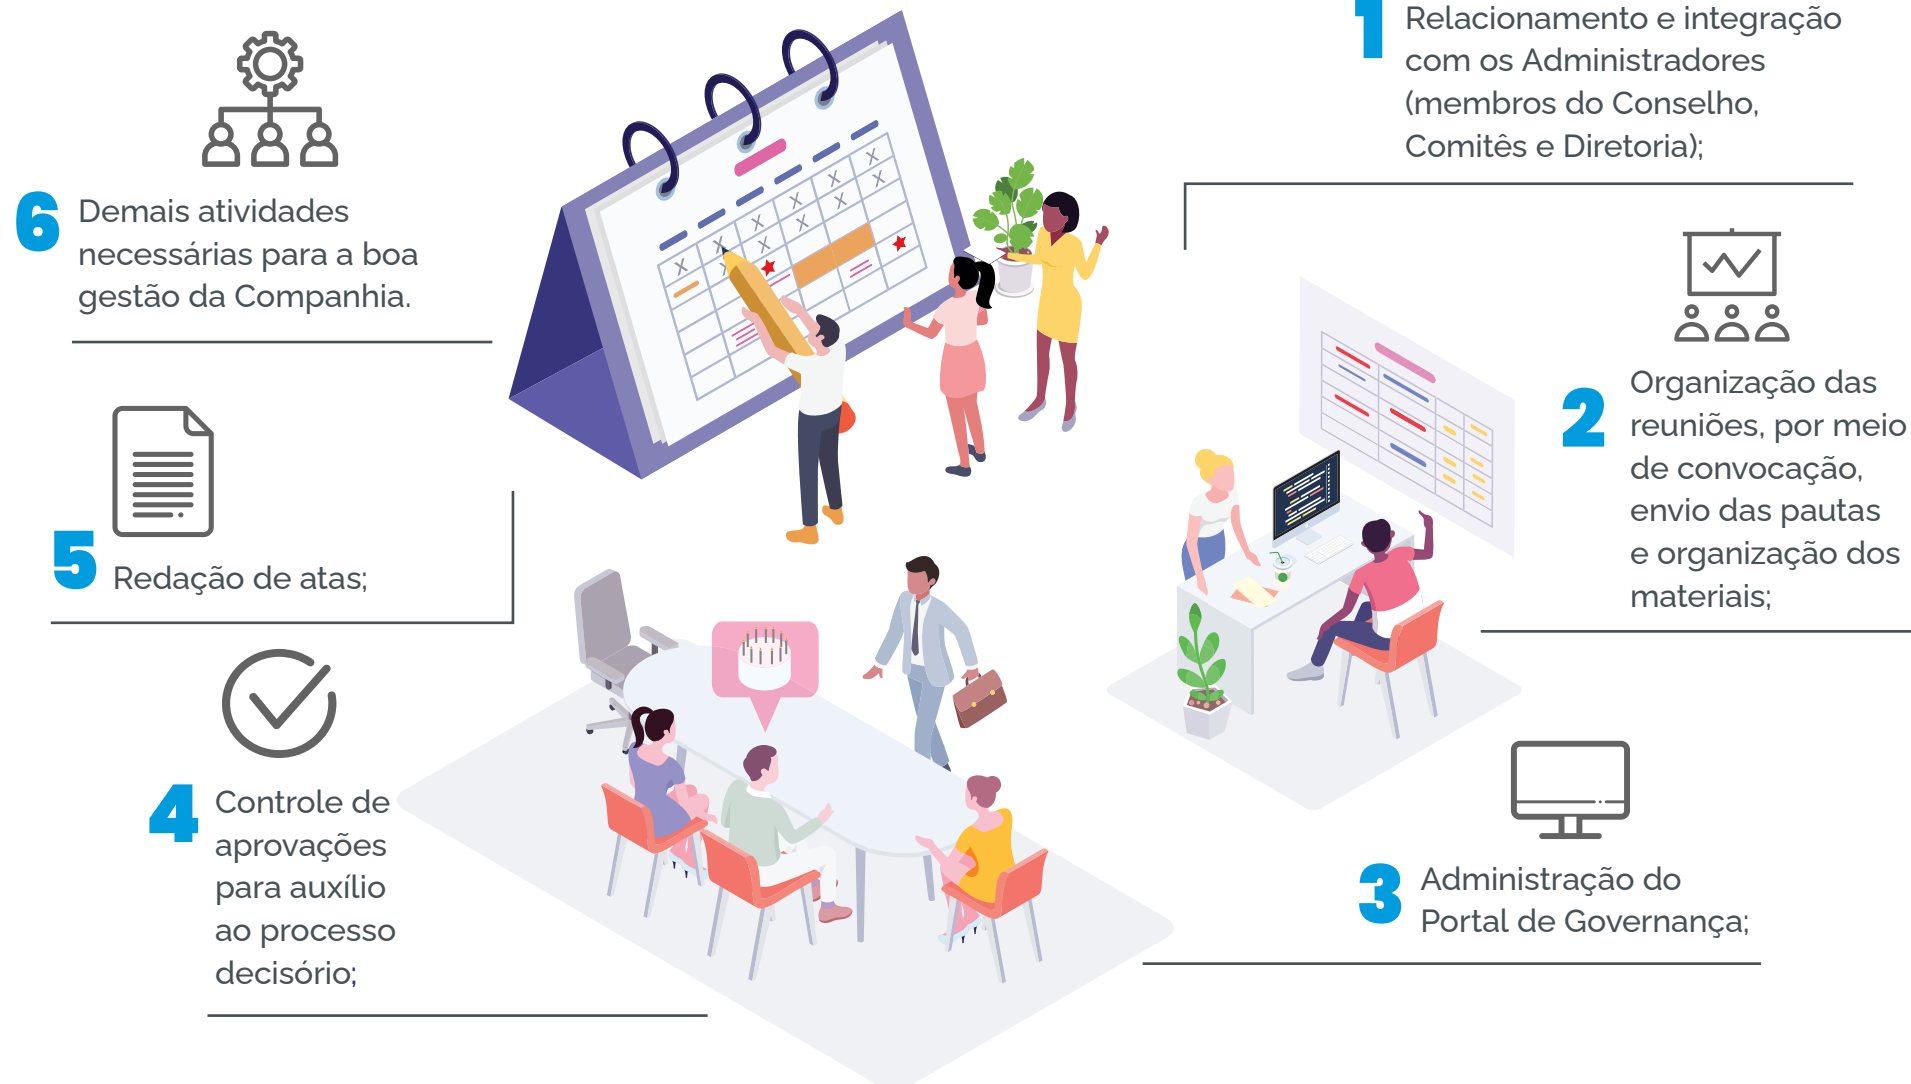 1
Relacionamento e integração
com os Administradores
(membros do Conselho,
Comitês e Diretoria);
2
Organização das
reuniões, por meio
de convocação,
envio das pautas
e organização dos
materiais;
3
Administração do
Portal de Governança;
4
Controle de
aprovações
para auxílio
ao processo
decisório;
5
Redação de atas;
6
Demais atividades
necessárias para a boa
gestão da Companhia.